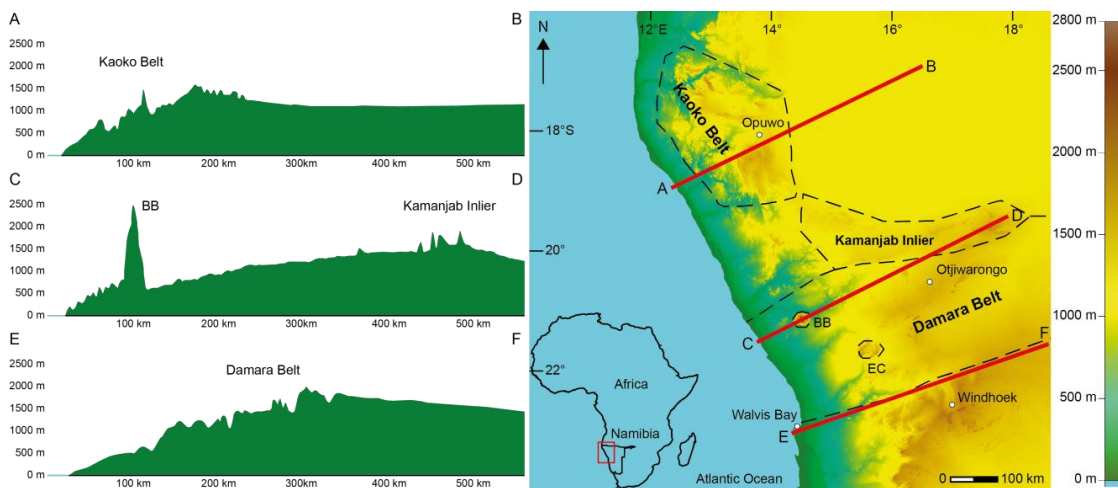 A
B
2500 m
2000 m
1500 m
1000 m
500 m
0 m
Kaoko Belt
100 km
200 km
300km
400 km
500 km
C
D
2500 m
2000 m
1500 m
1000 m
500 m
0 m
BB
Kamanjab Inlier
100 km
200 km
300 km
400 km
500 km
E
F
2500 m
2000 m
1500 m
1000 m
500 m
0 m
Damara Belt
100 km
200 km
300 km
400 km
500 km
N
12°E
14°
16°
18°
18°S
20°
22°
Kaoko Belt
Opuwo
A
B
Kamanjab Inlier
D
Otjiwarongo
Damara Belt
BB
C
EC
F
Windhoek
Walvis Bay
E
Africa
Namibia
Atlantic Ocean
0 100 km
2800 m
2500 m
2000 m
1500 m
1000 m
500 m
0 m